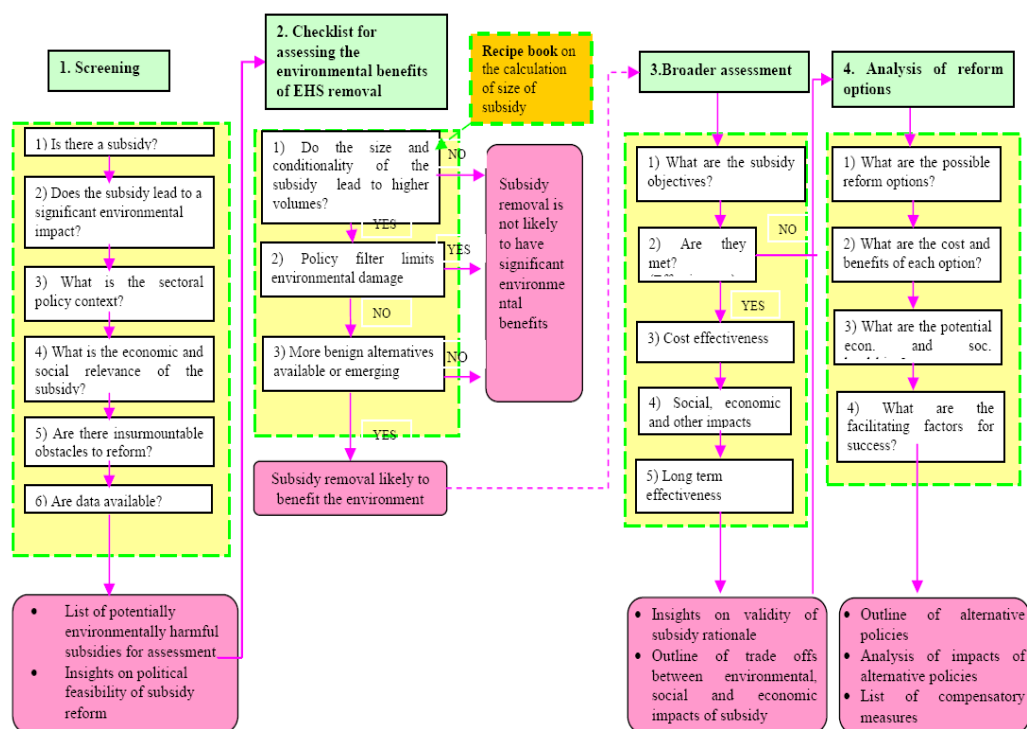 1. Screening
1) Is there a subsidy?
2) Does the subsidy lead to a
significant environmental
impact?
3) What is the sectoral
policy context?
4) What is the economic and
social relevance of the
subsidy?
5) Are there insurmountable
obstacles to reform?
6) Are data available?
• List of potentially
environmentally harmful
subsidies for assessment
• Insights on political
feasibility of subsidy
reform
2. Checklist for
assessing the
environmental benefits
of EHS removal
Recipe book on
the calculation
of size of
subsidy
1) Do the size and
conditionality of the
subsidy lead to higher
volumes?
NO
YES
2) Policy filter limits
environmental damage
YES
NO
3) More benign alternatives
available or emerging
NO
YES
Subsidy removal likely to
benefit the environment
Subsidy
removal is
not likely
to have
significant
environme
ntal
benefits
3.Broader assessment
1) What are the subsidy
objectives?
2) Are they
met?
NO
YES
3) Cost effectiveness
4) Social, economic
and other impacts
5) Long term
effectiveness
• Insights on validity of
subsidy rationale
• Outline of trade offs
between environmental,
social and economic
impacts of subsidy
4. Analysis of reform
options
1) What are the possible
reform options?
2) What are the cost and
benefits of each option?
3) What are the potential
econ. and soc.
4) What are the
facilitating factors for
success?
• Outline of alternative
policies
• Analysis of impacts of
alternative policies
• List of compensatory
measures